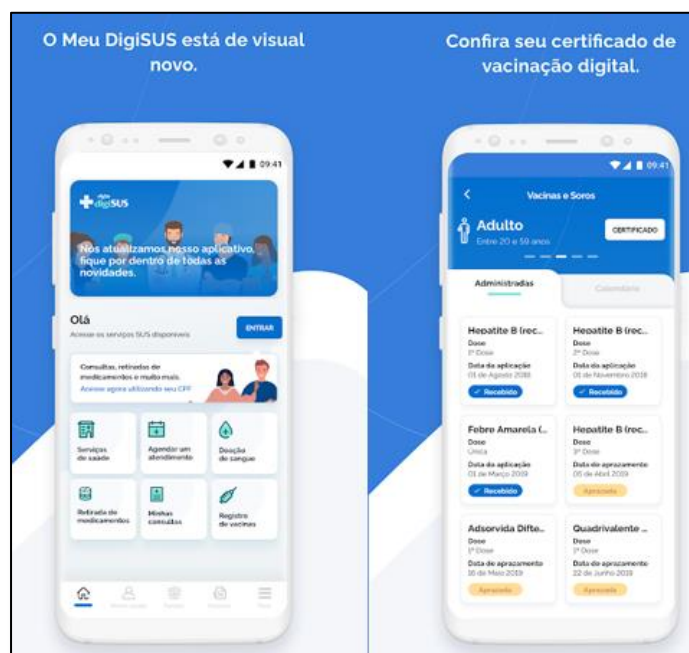 O Meu DigiSUS está de visual
novo.
09:41
digiSUS
Nós atualizamos nosso aplicativo,
fique por dentro de todas as
novidades.
Olá
Acesse os serviços SUS disponíveis
ENTRAR
Consultas, retiradas de
medicamentos e muito mais.
Acesse agora utilizando seu CPF
Serviços
de saúde
Agendar um
atendimento
Doação
de sangue
Retirada de
medicamentos
Minhas
consultas
Registro
de vacinas
Confira seu certificado de
vacinação digital.
09:41
Vacinas e Soros
Adulto
Entre 20 e 59 anos
CERTIFICADO
Administradas
Calendário
Hepatite B (rec...
Dose
1ª Dose
Data da aplicação
01 de Agosto 2018
Recebido
Hepatite B (rec...
Dose
2ª Dose
Data da aplicação
01 de Novembro 2018
Recebido
Febre Amarela (...
Dose
Única
Data da aplicação
01 de Março 2019
Recebido
Hepatite B (rec...
Dose
3ª Dose
Data do aprazamento
05 de Abril 2019
Aprazada
Adsorvida Difte...
Dose
1ª Dose
Data do aprazamento
16 de Maio 2019
Aprazada
Quadrivalente ...
Dose
1ª Dose
Data do aprazamento
22 de Junho 2019
Aprazada